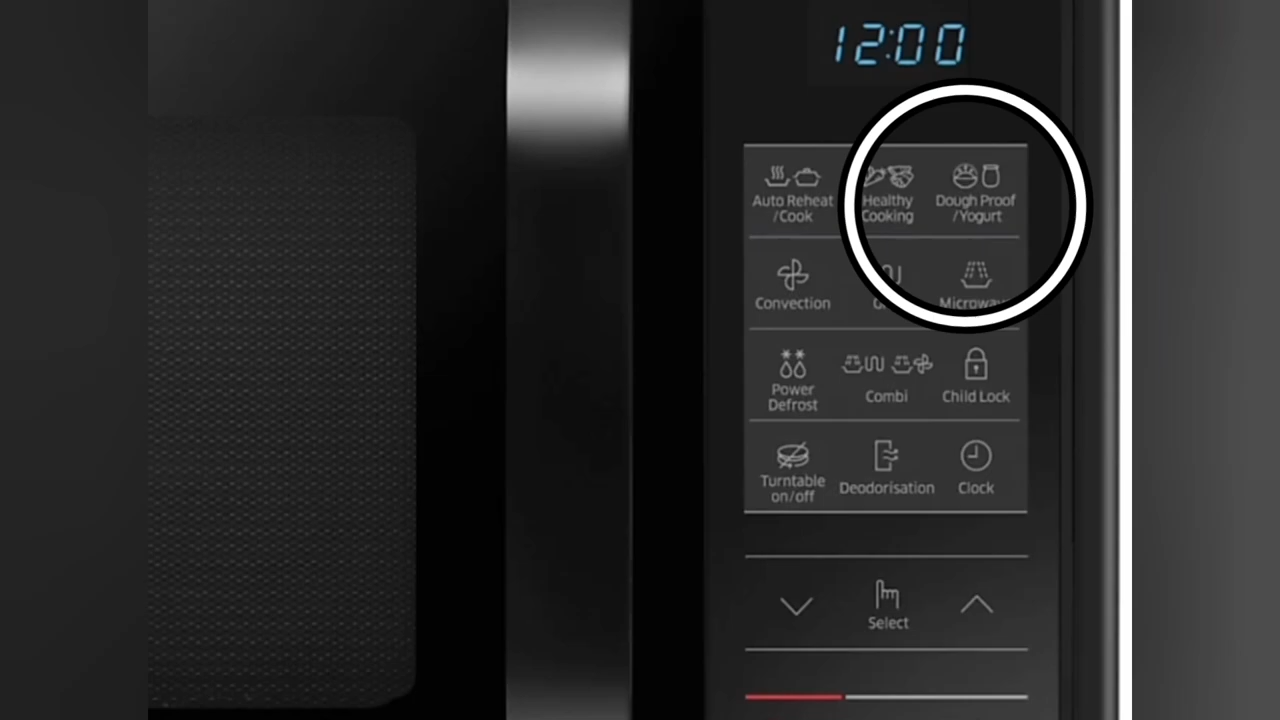 12:00
Auto Reheat
/Cook
Healthy
Cooking
Dough Proof
/Yogurt
Convection
Microwave
Power
Defrost
Combi
Child Lock
Turntable
on/off
Deodorisation
Clock
Select